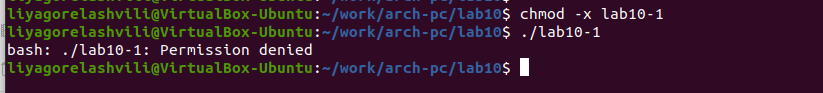 liyagorelashvili@VirtualBox-Ubuntu:~/work/arch-pc/lab10$ chmod -x lab10-1
liyagorelashvili@VirtualBox-Ubuntu:~/work/arch-pc/lab10$ ./lab10-1
bash: ./lab10-1: Permission denied
liyagorelashvili@VirtualBox-Ubuntu:~/work/arch-pc/lab10$